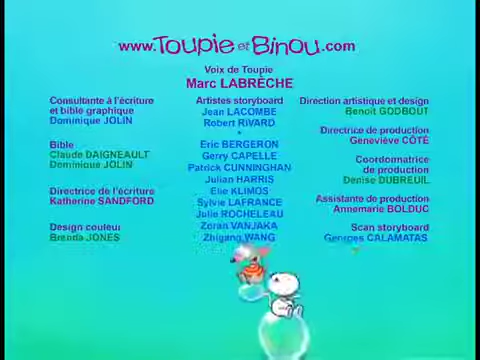 www.Toupie et Binou.com
Voix de Toupie
Marc LABRÈCHE
Consultante à l'écriture
et bible graphique
Dominique JOLIN
Bible
Claude DAIGNEAULT
Dominique JOLIN
Directrice de l'écriture
Katherine SANDFORD
Design couleur
Brenda JONES
Artistes storyboard
Jean LACOMBE
Robert RIVARD
*
Eric BERGERON
Gerry CAPELLE
Patrick CUNNINGHAN
Julian HARRIS
Elie KLIMOS
Sylvie LAFRANCE
Julie ROCHELEAU
Zoran VANJAKA
Zhigang WANG
Direction artistique et design
Benoit GODBOUT
Directrice de production
Geneviève CÔTÉ
Coordormatrice
de production
Denise DUBREUIL
Assistante de production
Annemarie BOLDUC
Scan storyboard
Georges CALAMATAS